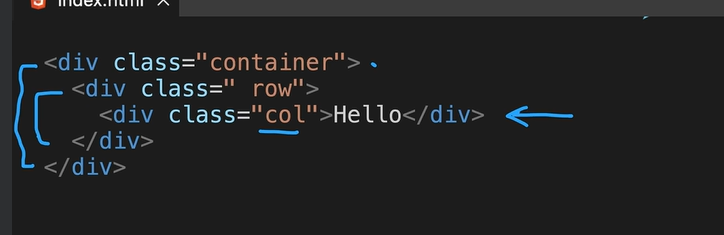 index.html
<div class="container">
<div class=" row">
<div class="col">Hello</div>
</div>
</div>